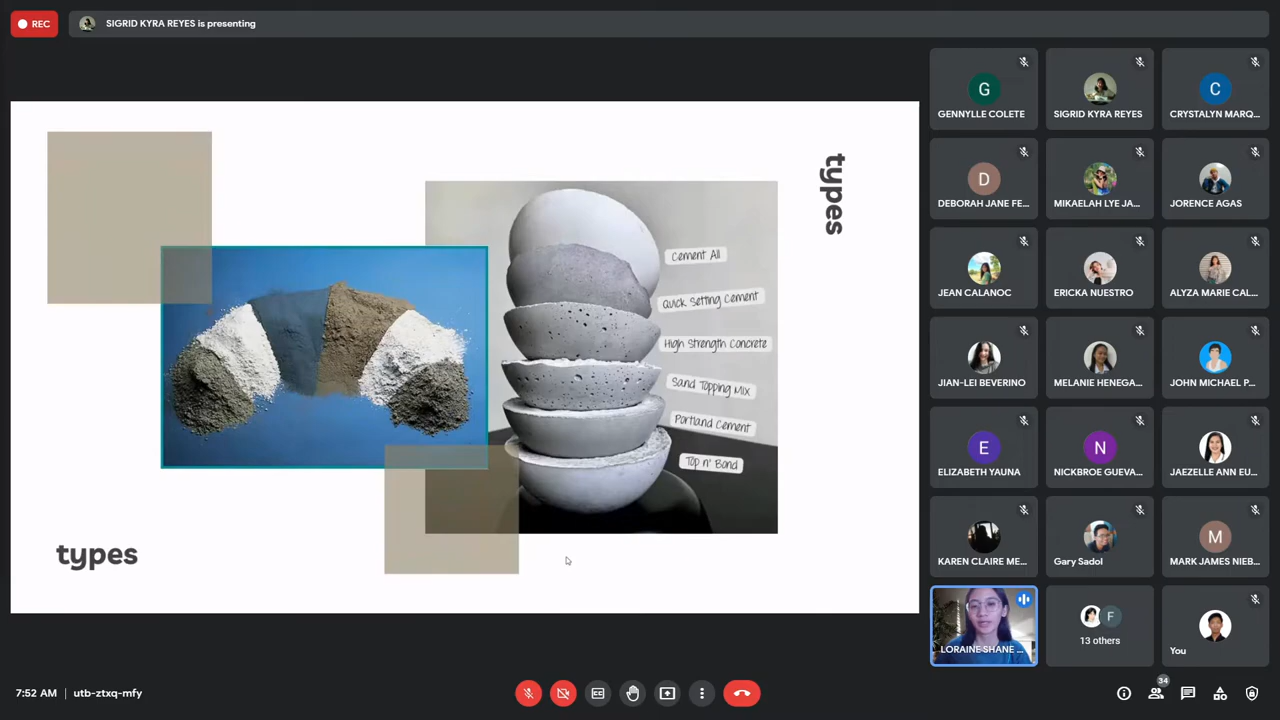 REC
SIGRID KYRA REYES is presenting
types
Cement All
Quick Setting Cement
High Strength Concrete
Sand Topping Mix
Portland Cement
Top n' Bond
types
G
GENNYLLE COLETE
SIGRID KYRA REYES
C
CRYSTALYN MARQ...
D
DEBORAH JANE FE...
MIKAELAH LYE JA...
JORENCE AGAS
JEAN CALANOC
ERICKA NUESTRO
ALYZA MARIE CAL...
JIAN-LEI BEVERINO
MELANIE HENEGA...
JOHN MICHAEL P...
E
ELIZABETH YAUNA
N
NICKBROE GUEVA...
JAEZELLE ANN EU...
KAREN CLAIRE ME...
Gary Sadol
M
MARK JAMES NIEB...
LORAINE SHANE ...
F
13 others
You
7:52 AM | utb-ztxq-mfy
34